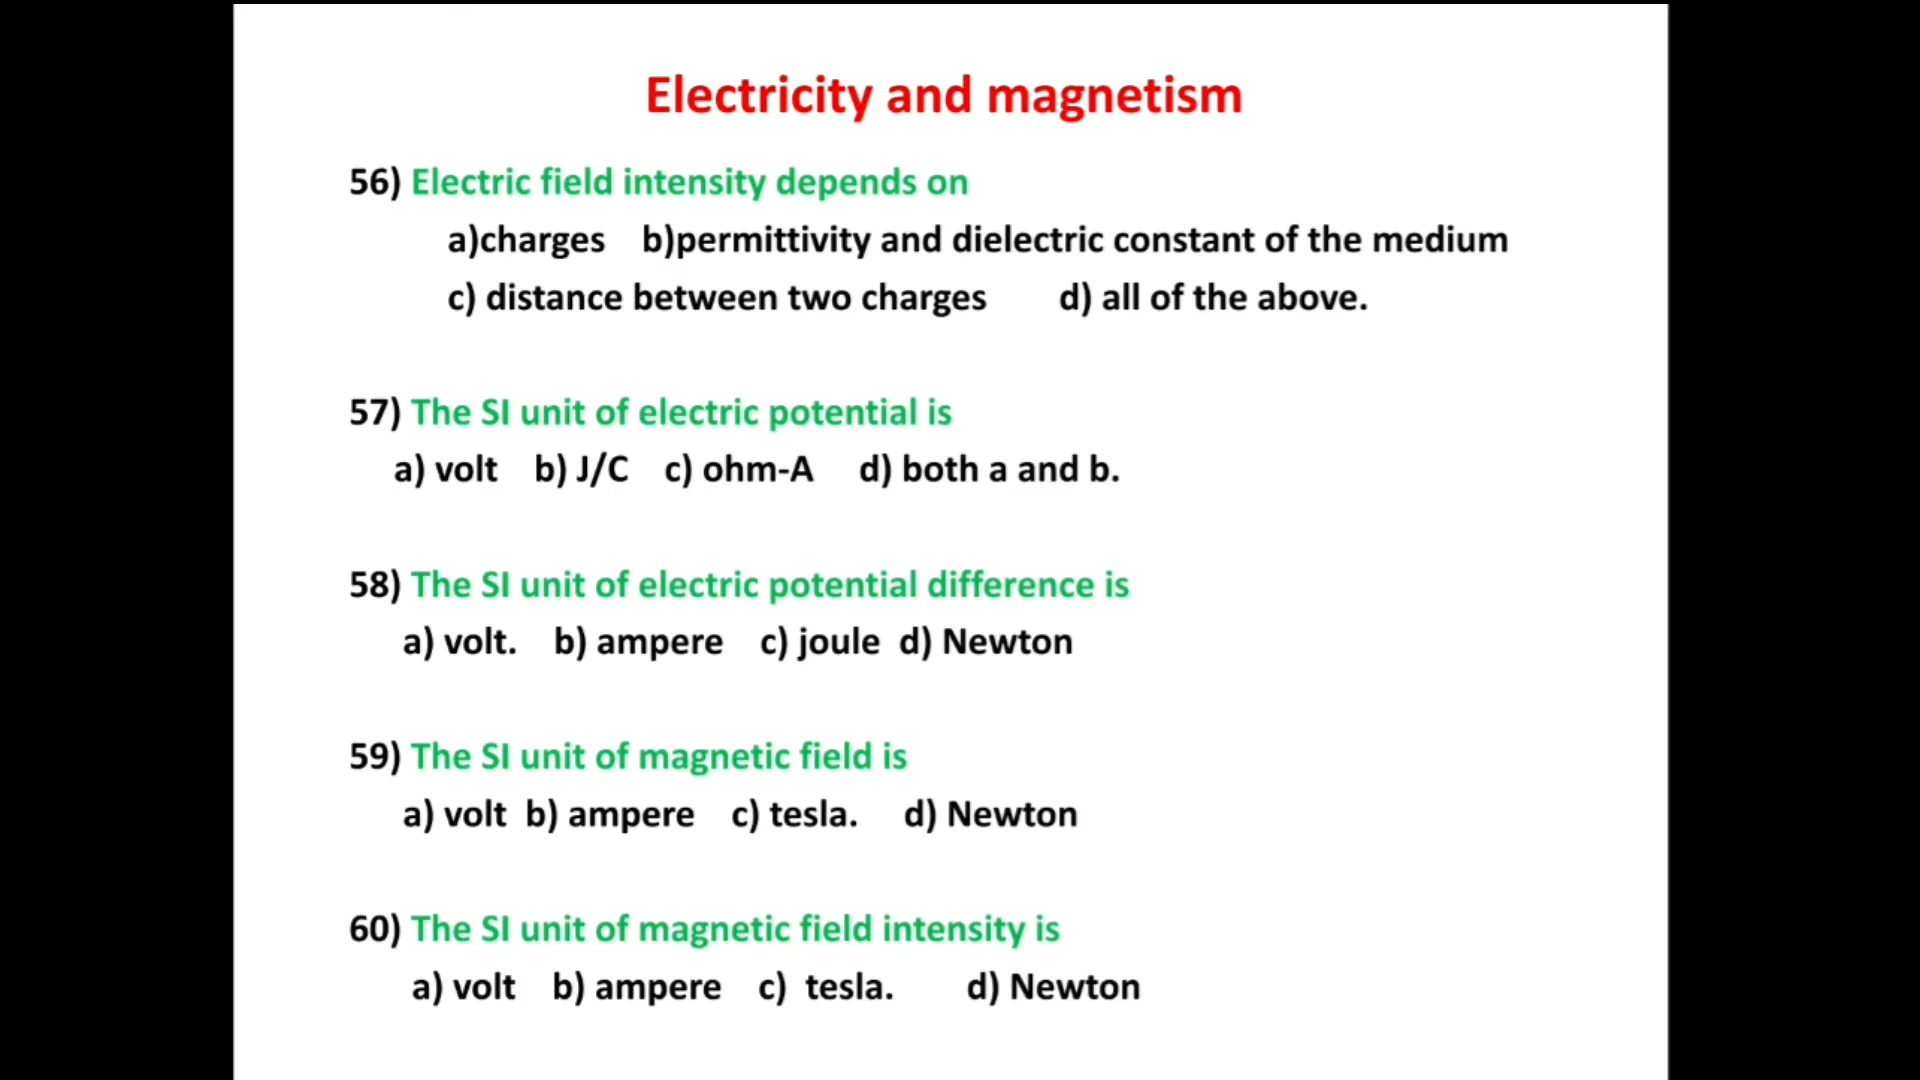 Electricity and magnetism
56) Electric field intensity depends on
a)charges b)permittivity and dielectric constant of the medium
c) distance between two charges d) all of the above.
57) The SI unit of electric potential is
a) volt b) J/C c) ohm-A d) both a and b.
58) The SI unit of electric potential difference is
a) volt. b) ampere c) joule d) Newton
59) The SI unit of magnetic field is
a) volt b) ampere c) tesla. d) Newton
60) The SI unit of magnetic field intensity is
a) volt b) ampere c) tesla. d) Newton